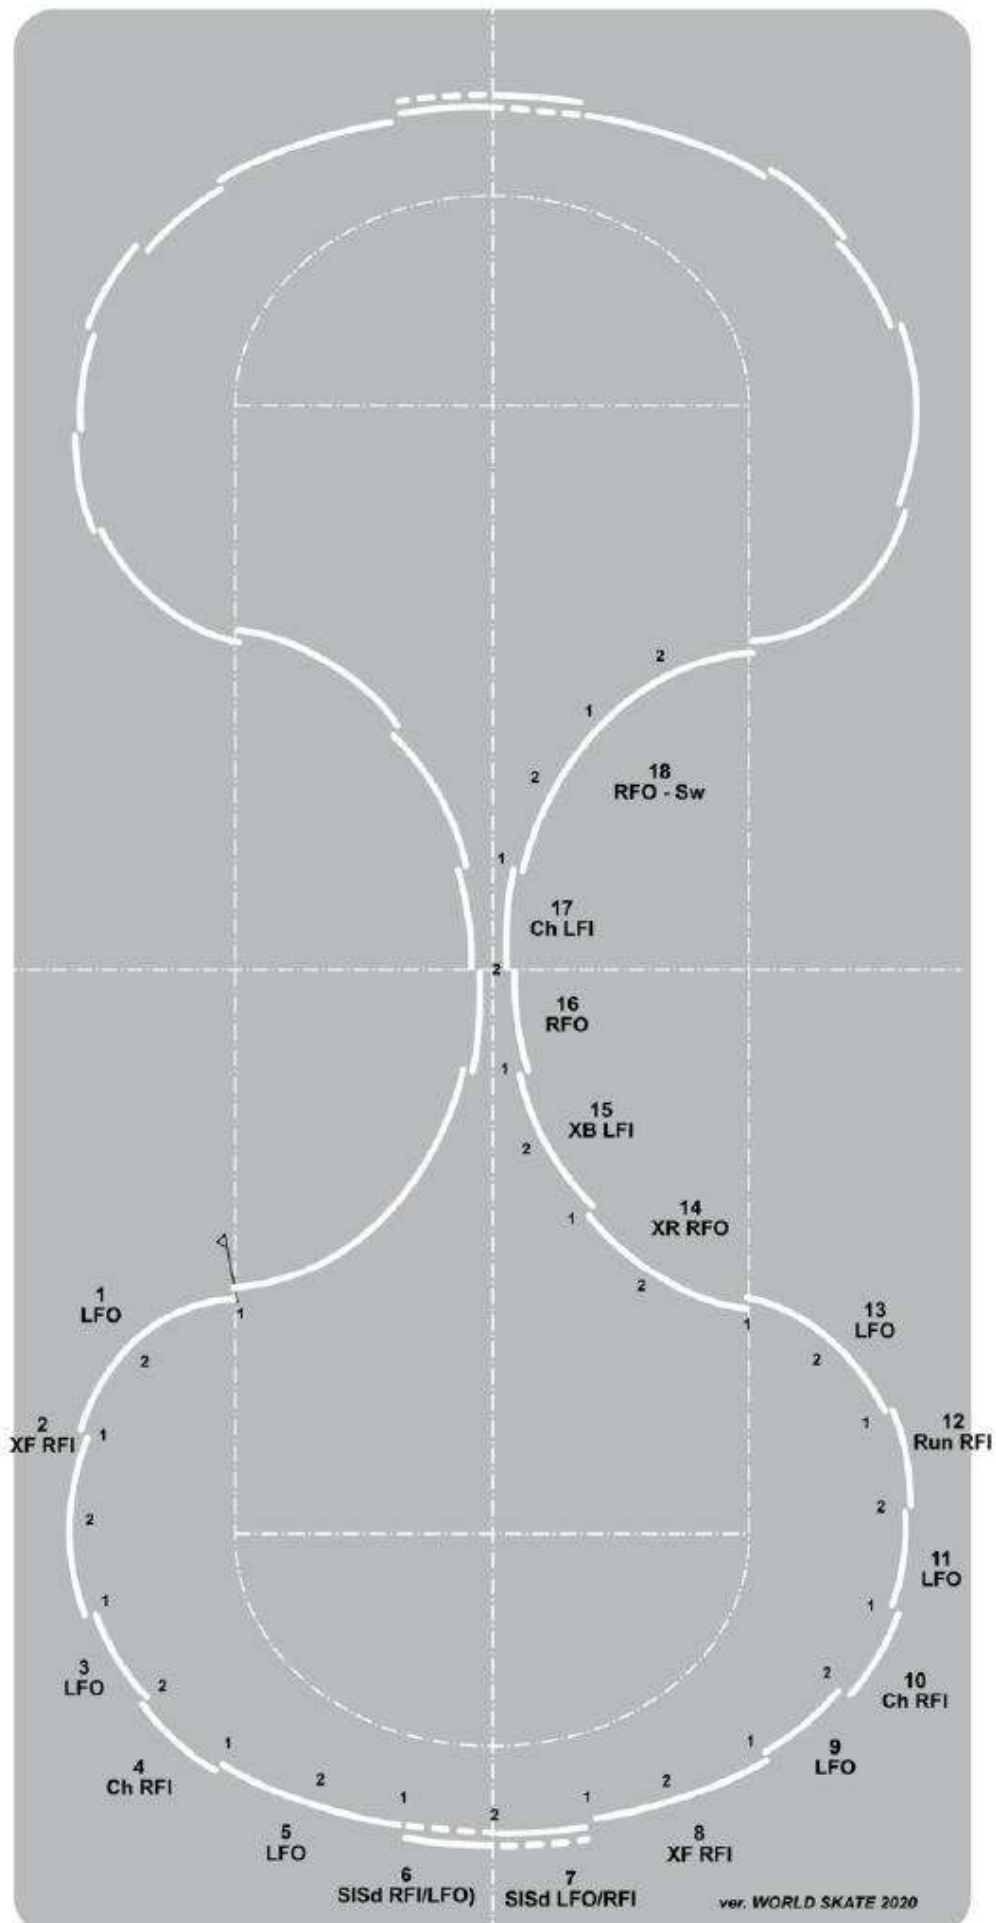 2
1
2
18
RFO - Sw
1
17
Ch LFI
2
16
RFO
1
15
XB LFI
2
14
XR RFO
1
2
1
LFO
1
13
LFO
1
2
2
2
XF RFI
1
1
12
Run RFI
2
2
11
LFO
1
1
3
LFO
2
2
10
Ch RFI
1
1
9
LFO
4
Ch RFI
2
2
1
1
2
5
LFO
8
XF RFI
6
SlSd RFI/LFO)
7
SlSd LFO/RFI
ver. WORLD SKATE 2020